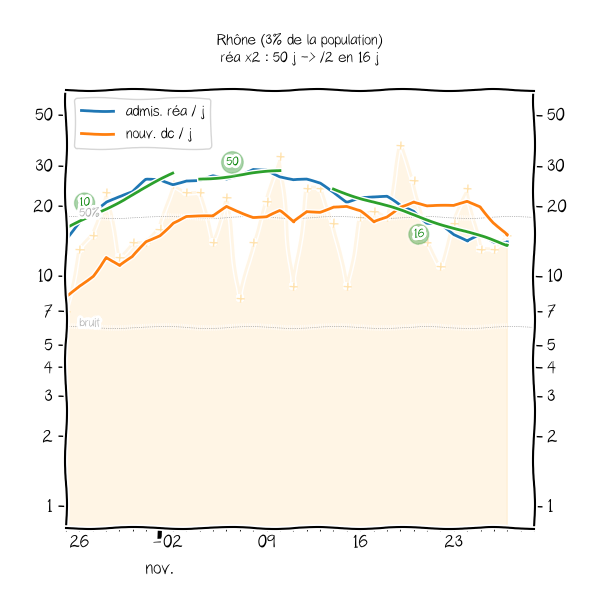 Rhône (3% de la population)
réa x2 : 50 j -> /2 en 16 j
admis. réa / j
nouv. dc / j
50 50
30 30
20 20
10 10
7 7
5 5
4 4
3 3
2 2
1 1
10
50%
50
16
bruit
26 02 09 16 23
nov.